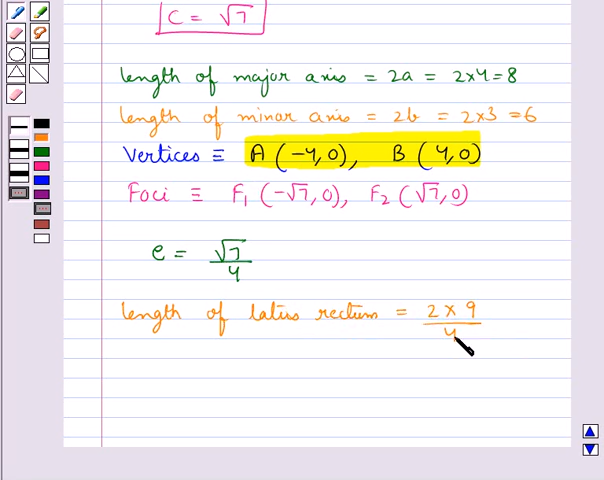 C = √7
length of major axis = 2a = 2×4=8
length of minor axis = 2b = 2×3=6
Vertices ≡ A (−4,0), B (4,0)
Foci ≡ F₁ (−√7,0), F₂ (√7,0)
e = √7/4
length of latus rectum = 2×9/4